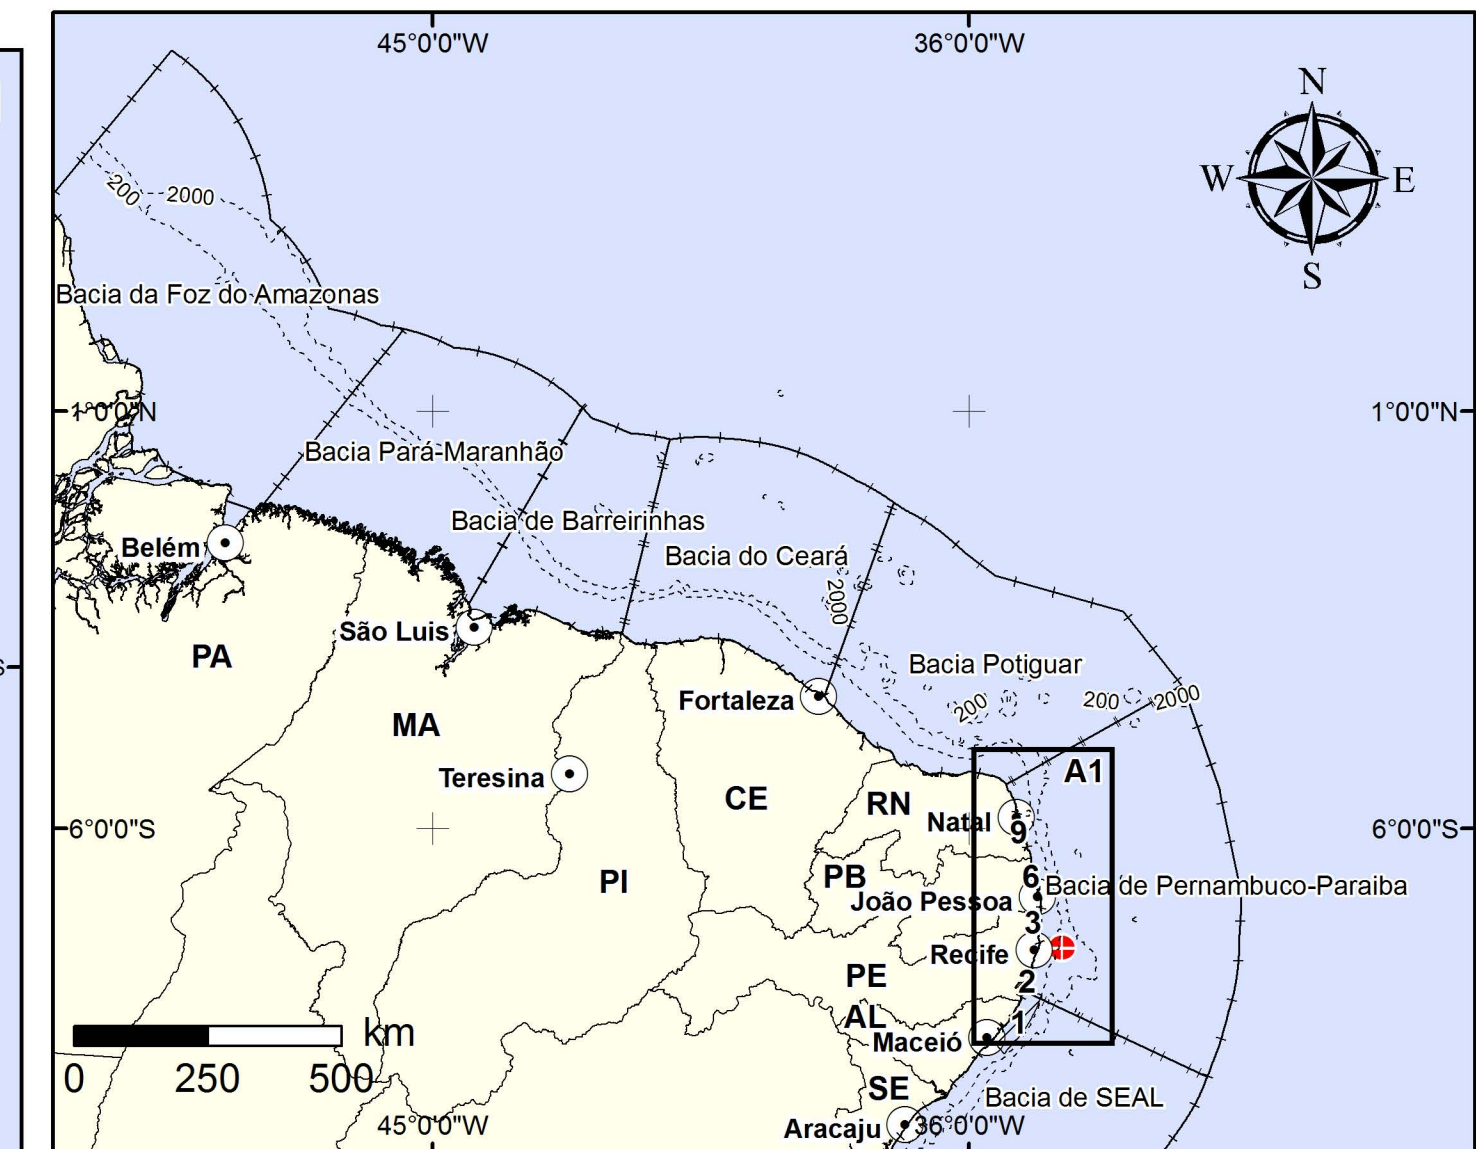 45°0'0"W
36°0'0"W
N
W
E
S
200
2000
Bacia da Foz do Amazonas
1°0'0"N
1°0'0"N
Bacia Pará-Maranhão
Bacia de Barreirinhas
Belém
Bacia do Ceará
2000
São Luis
PA
Bacia Potiguar
200
200
2000
Fortaleza
MA
A1
Teresina
CE
RN
Natal
9
6°0'0"S
6°0'0"S
PI
PB
6
Bacia de Pernambuco-Paraiba
João Pessoa
3
Recife
PE
2
AL
1
Maceió
km
0
250
500
SE
Bacia de SEAL
45°0'0"W
Aracaju
36°0'0"W